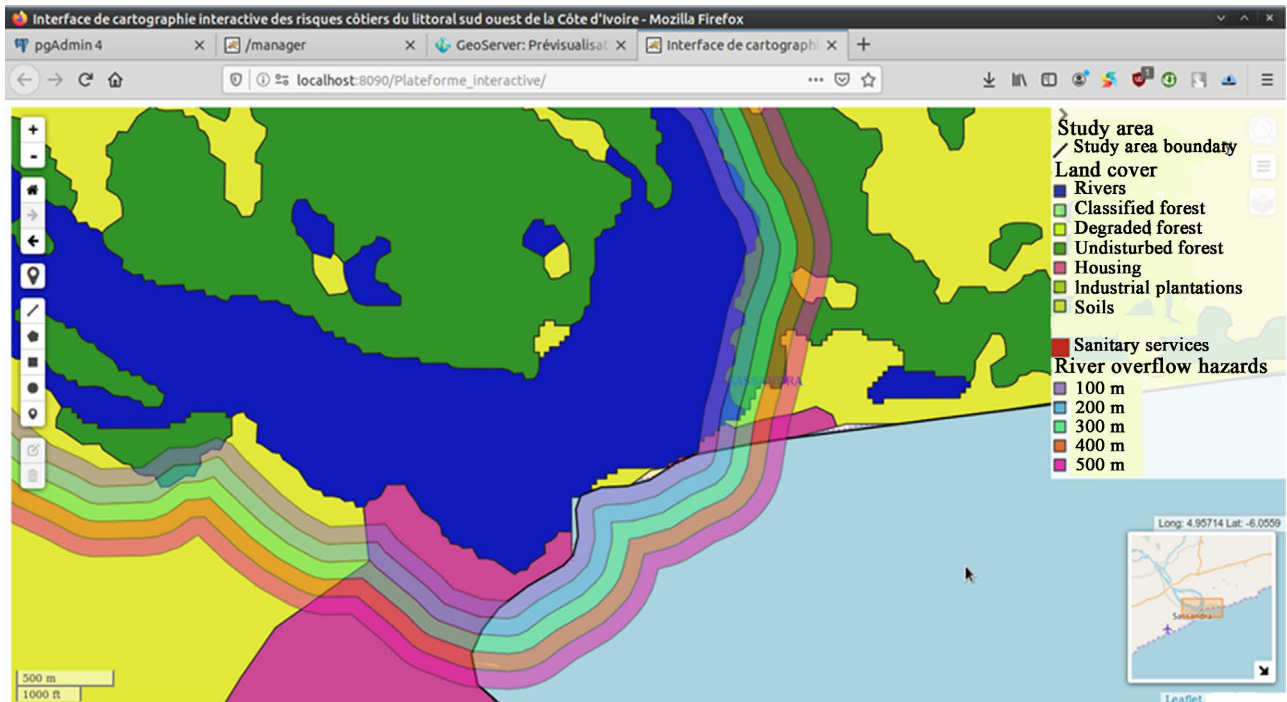 Interface de cartographie interactive des risques côtiers du littoral sud ouest de la Côte d'Ivoire - Mozilla Firefox
pgAdmin 4
/manager
GeoServer: Prévisualisat
Interface de cartograph
localhost:8090/Plateforme_interactive/
Study area
Study area boundary
Land cover
Rivers
Classified forest
Degraded forest
Undisturbed forest
Housing
Industrial plantations
Soils
Sanitary services
River overflow hazards
100 m
200 m
300 m
400 m
500 m
SASSANDRA
Long: 4.95714 Lat: -6.0559
Sassandra
500 m
1000 ft
Leaflet